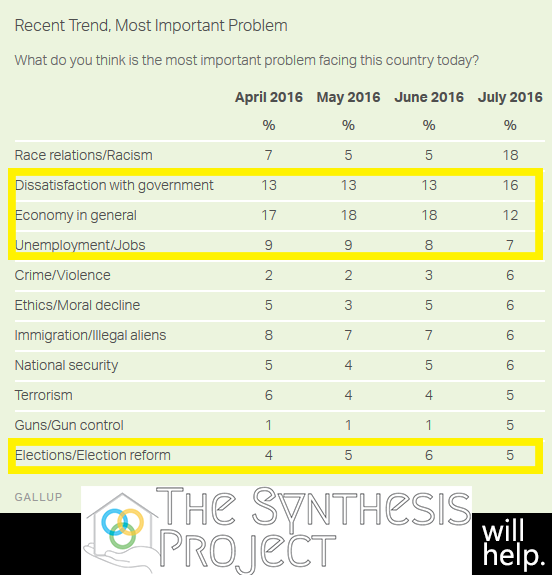 Recent Trend, Most Important Problem
What do you think is the most important problem facing this country today?
April 2016 May 2016 June 2016 July 2016
% % % %
Race relations/Racism 7 5 5 18
Dissatisfaction with government 13 13 13 16
Economy in general 17 18 18 12
Unemployment/Jobs 9 9 8 7
Crime/Violence 2 2 3 6
Ethics/Moral decline 5 3 5 6
Immigration/Illegal aliens 8 7 7 6
National security 5 4 5 6
Terrorism 6 4 4 5
Guns/Gun control 1 1 1 5
Elections/Election reform 4 5 6 5
GALLUP
The Synthesis
Project
will
help.